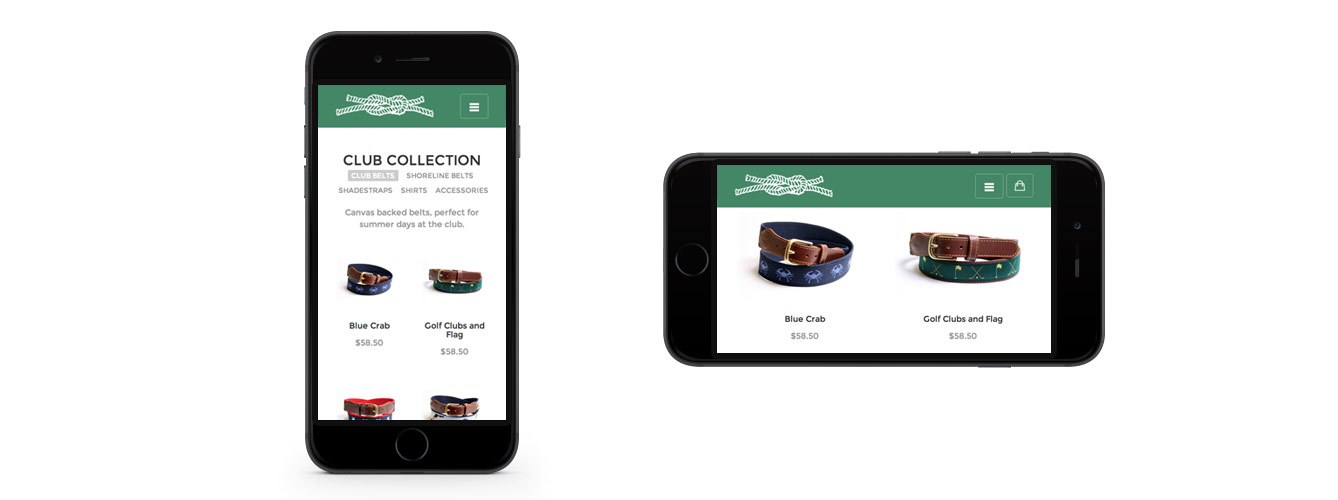 CLUB COLLECTION
CLUB BELTS SHORELINE BELTS
SHADESTRAPS SHIRTS ACCESSORIES
Canvas backed belts, perfect for
summer days at the club.
Blue Crab
$58.50
Golf Clubs and
Flag
$58.50
Blue Crab
$58.50
Golf Clubs and Flag
$58.50